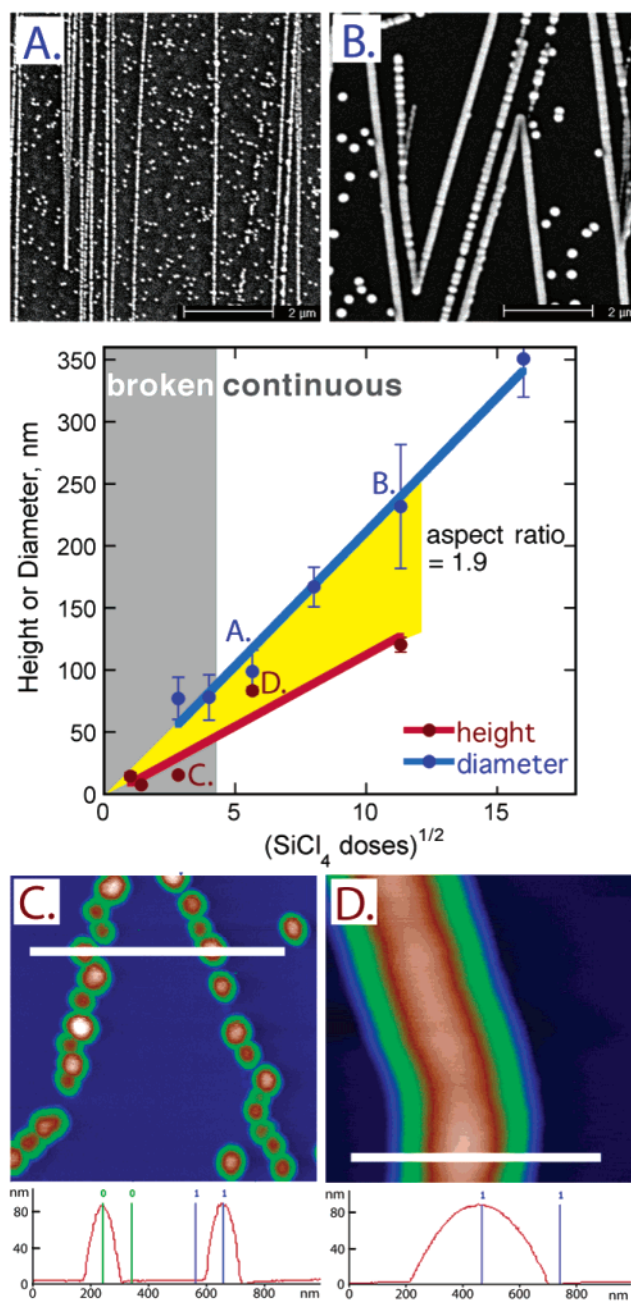 A.
B.
2 µm
2 µm
350
300
250
200
150
100
50
0
Height or Diameter, nm
broken continuous
B.
aspect ratio
= 1.9
A.
D.
C.
height
diameter
0 5 10 15
(SiCl4 doses)1/2
C.
D.
nm
80
40
0
0 0 1 1
0 200 400 600 800 nm
nm
80
40
0
1 1
0 200 400 600 800 nm